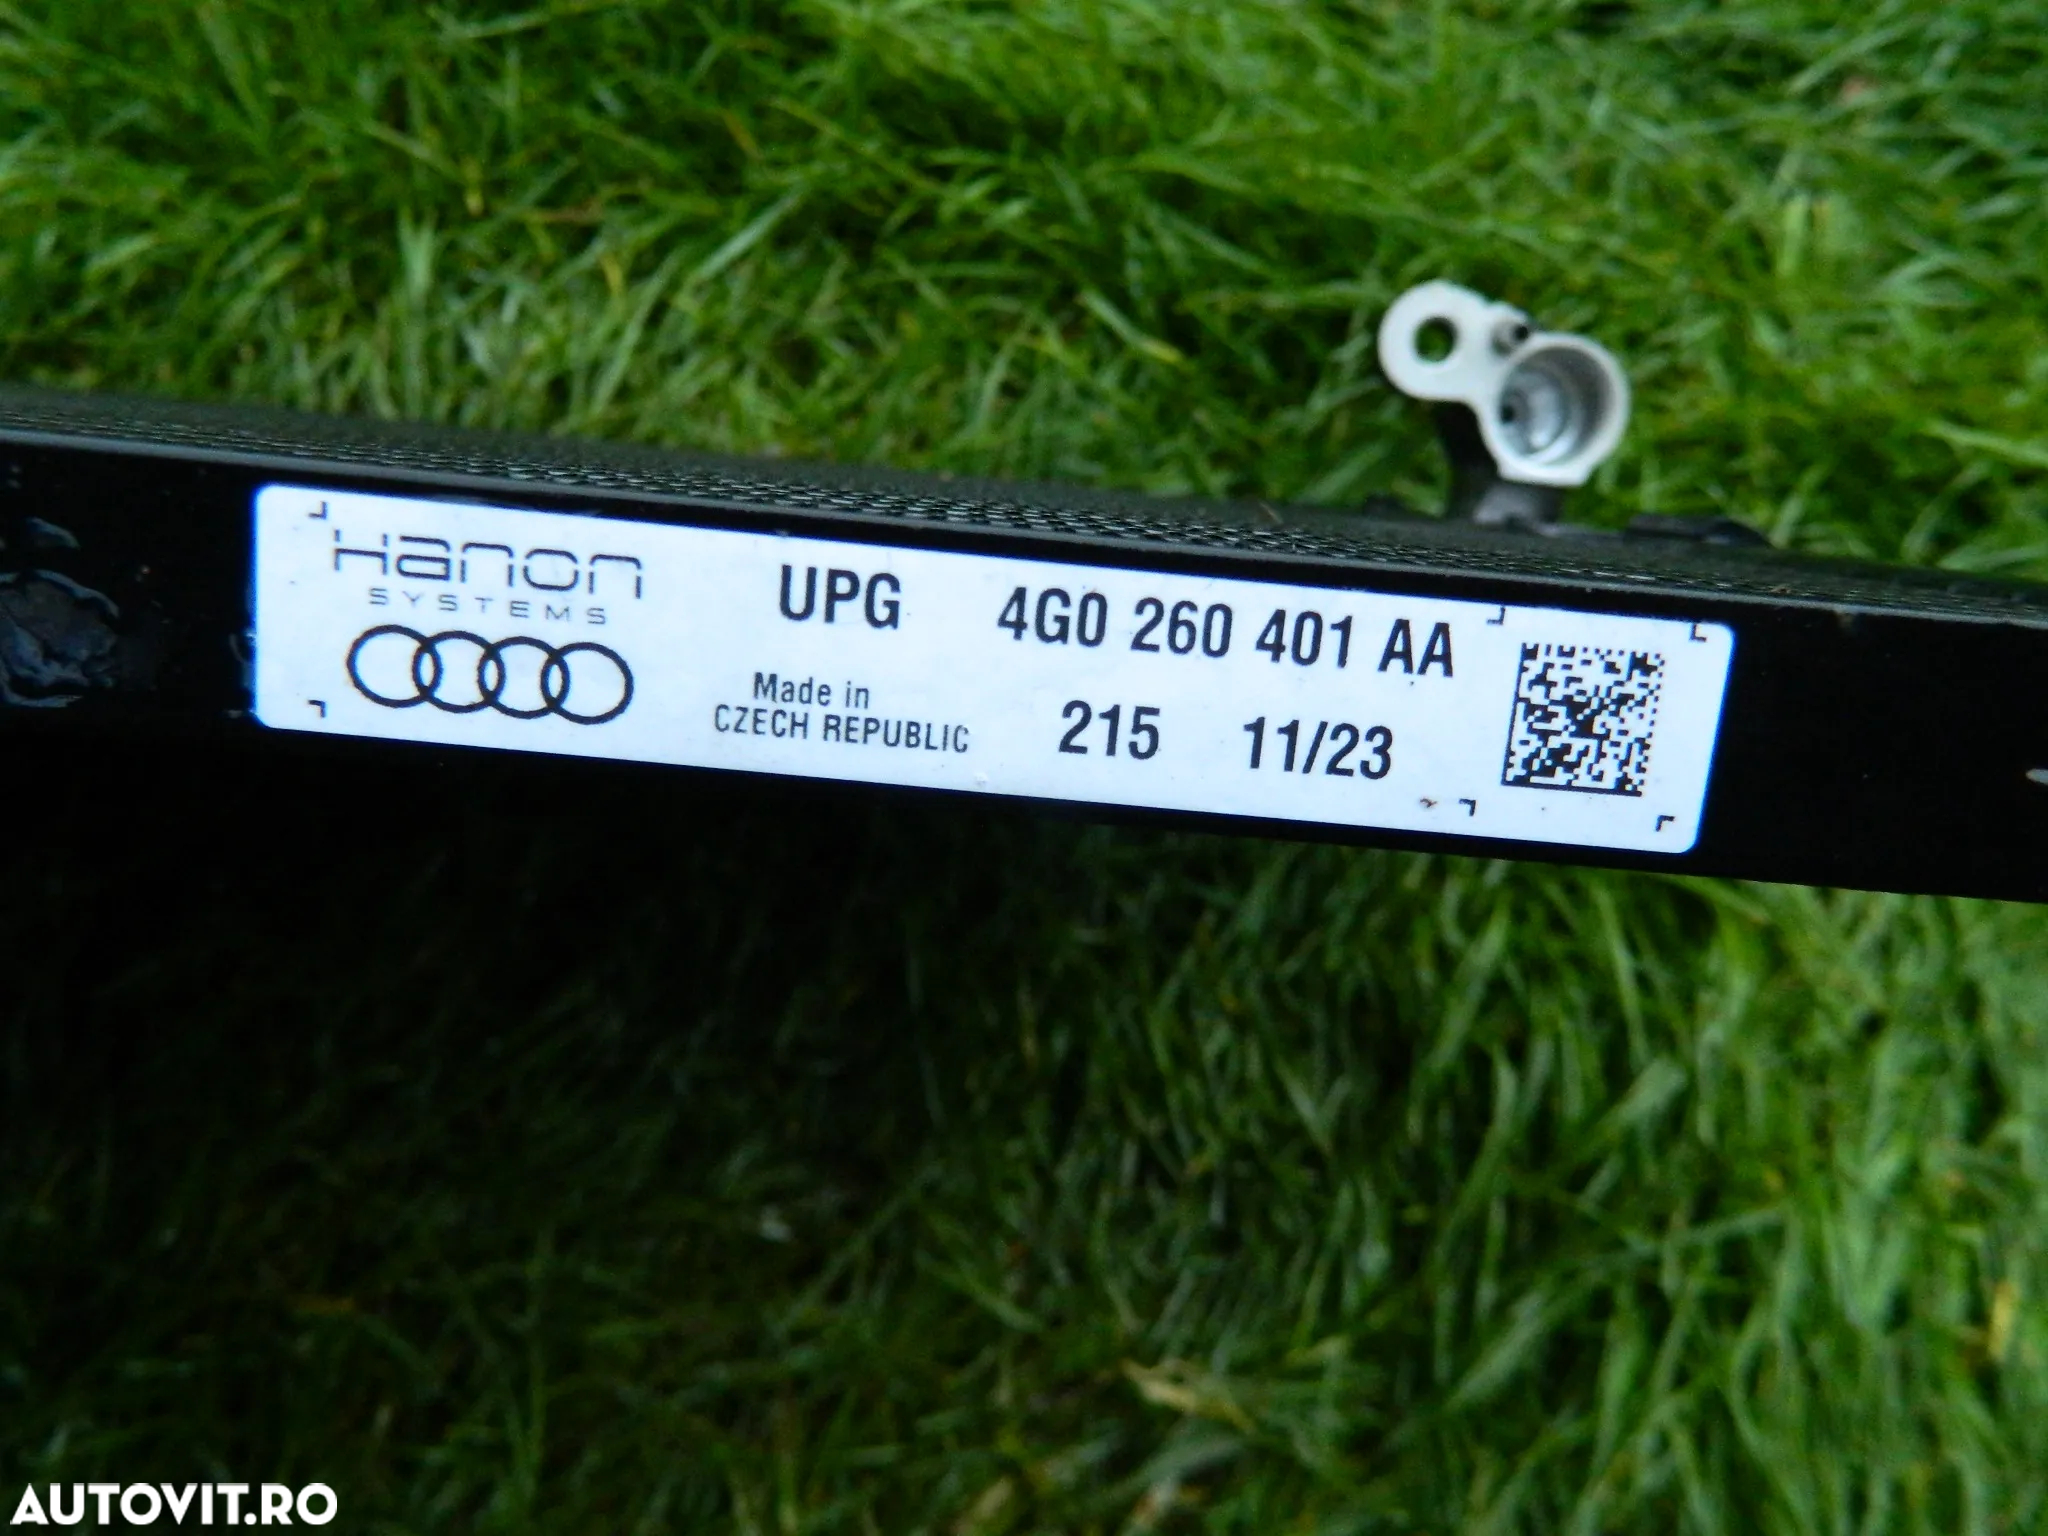 Hanon
SYSTEMS
UPG 4G0 260 401 AA
Made in
CZECH REPUBLIC
215 11/23
AUTOVIT.RO